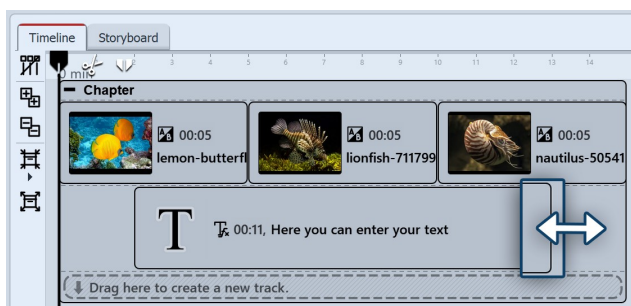 Timeline Storyboard
0 min 2 3 4 5 6 7 8 9 10 11 12 13 14
Chapter
00:05 00:05 00:05
lemon-butterfl lionfish-711799 nautilus-50541
T Tx 00:11, Here you can enter your text
Drag here to create a new track.